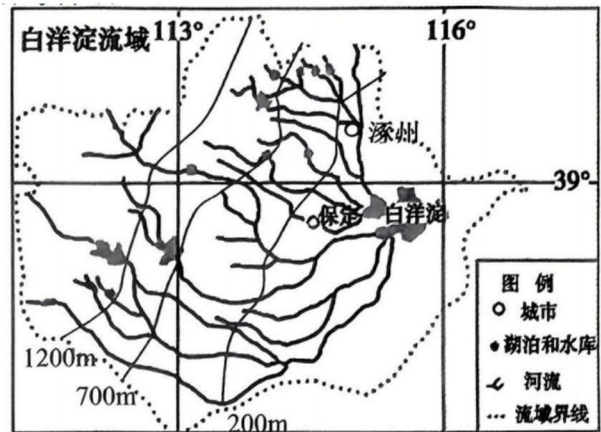 白洋淀流域
113°
116°
涿州
39°
保定
白洋淀
图 例
城市
湖泊和水库
河流
流域界线
1200m
700m
200m